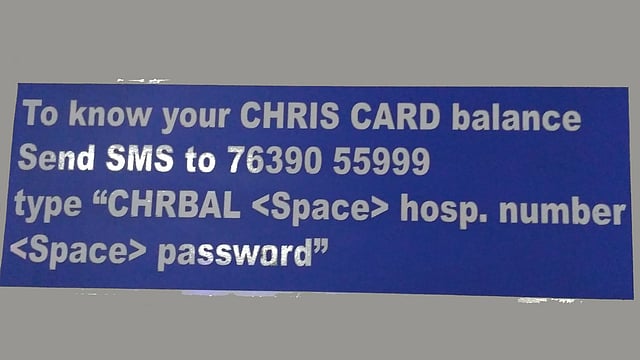 To know your CHRIS CARD balance
Send SMS to 76390 55999
type “CHRBAL <Space> hosp. number
<Space> password”